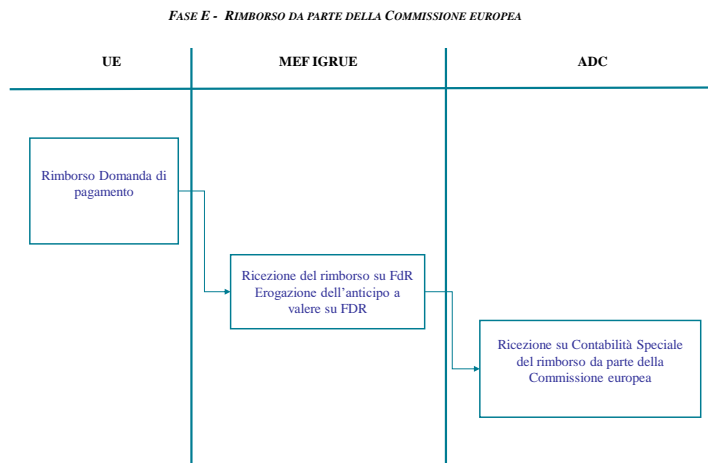 FASE E - RIMBORSO DA PARTE DELLA COMMISSIONE EUROPEA
UE
MEF IGRUE
ADC
Rimborso Domanda di
pagamento
Ricezione del rimborso su FdR
Erogazione dell'anticipo a
valere su FDR
Ricezione su Contabilità Speciale
del rimborso da parte della
Commissione europea